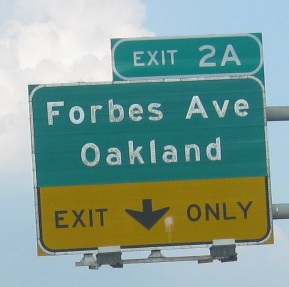 EXIT 2A
Forbes Ave
Oakland
EXIT ONLY